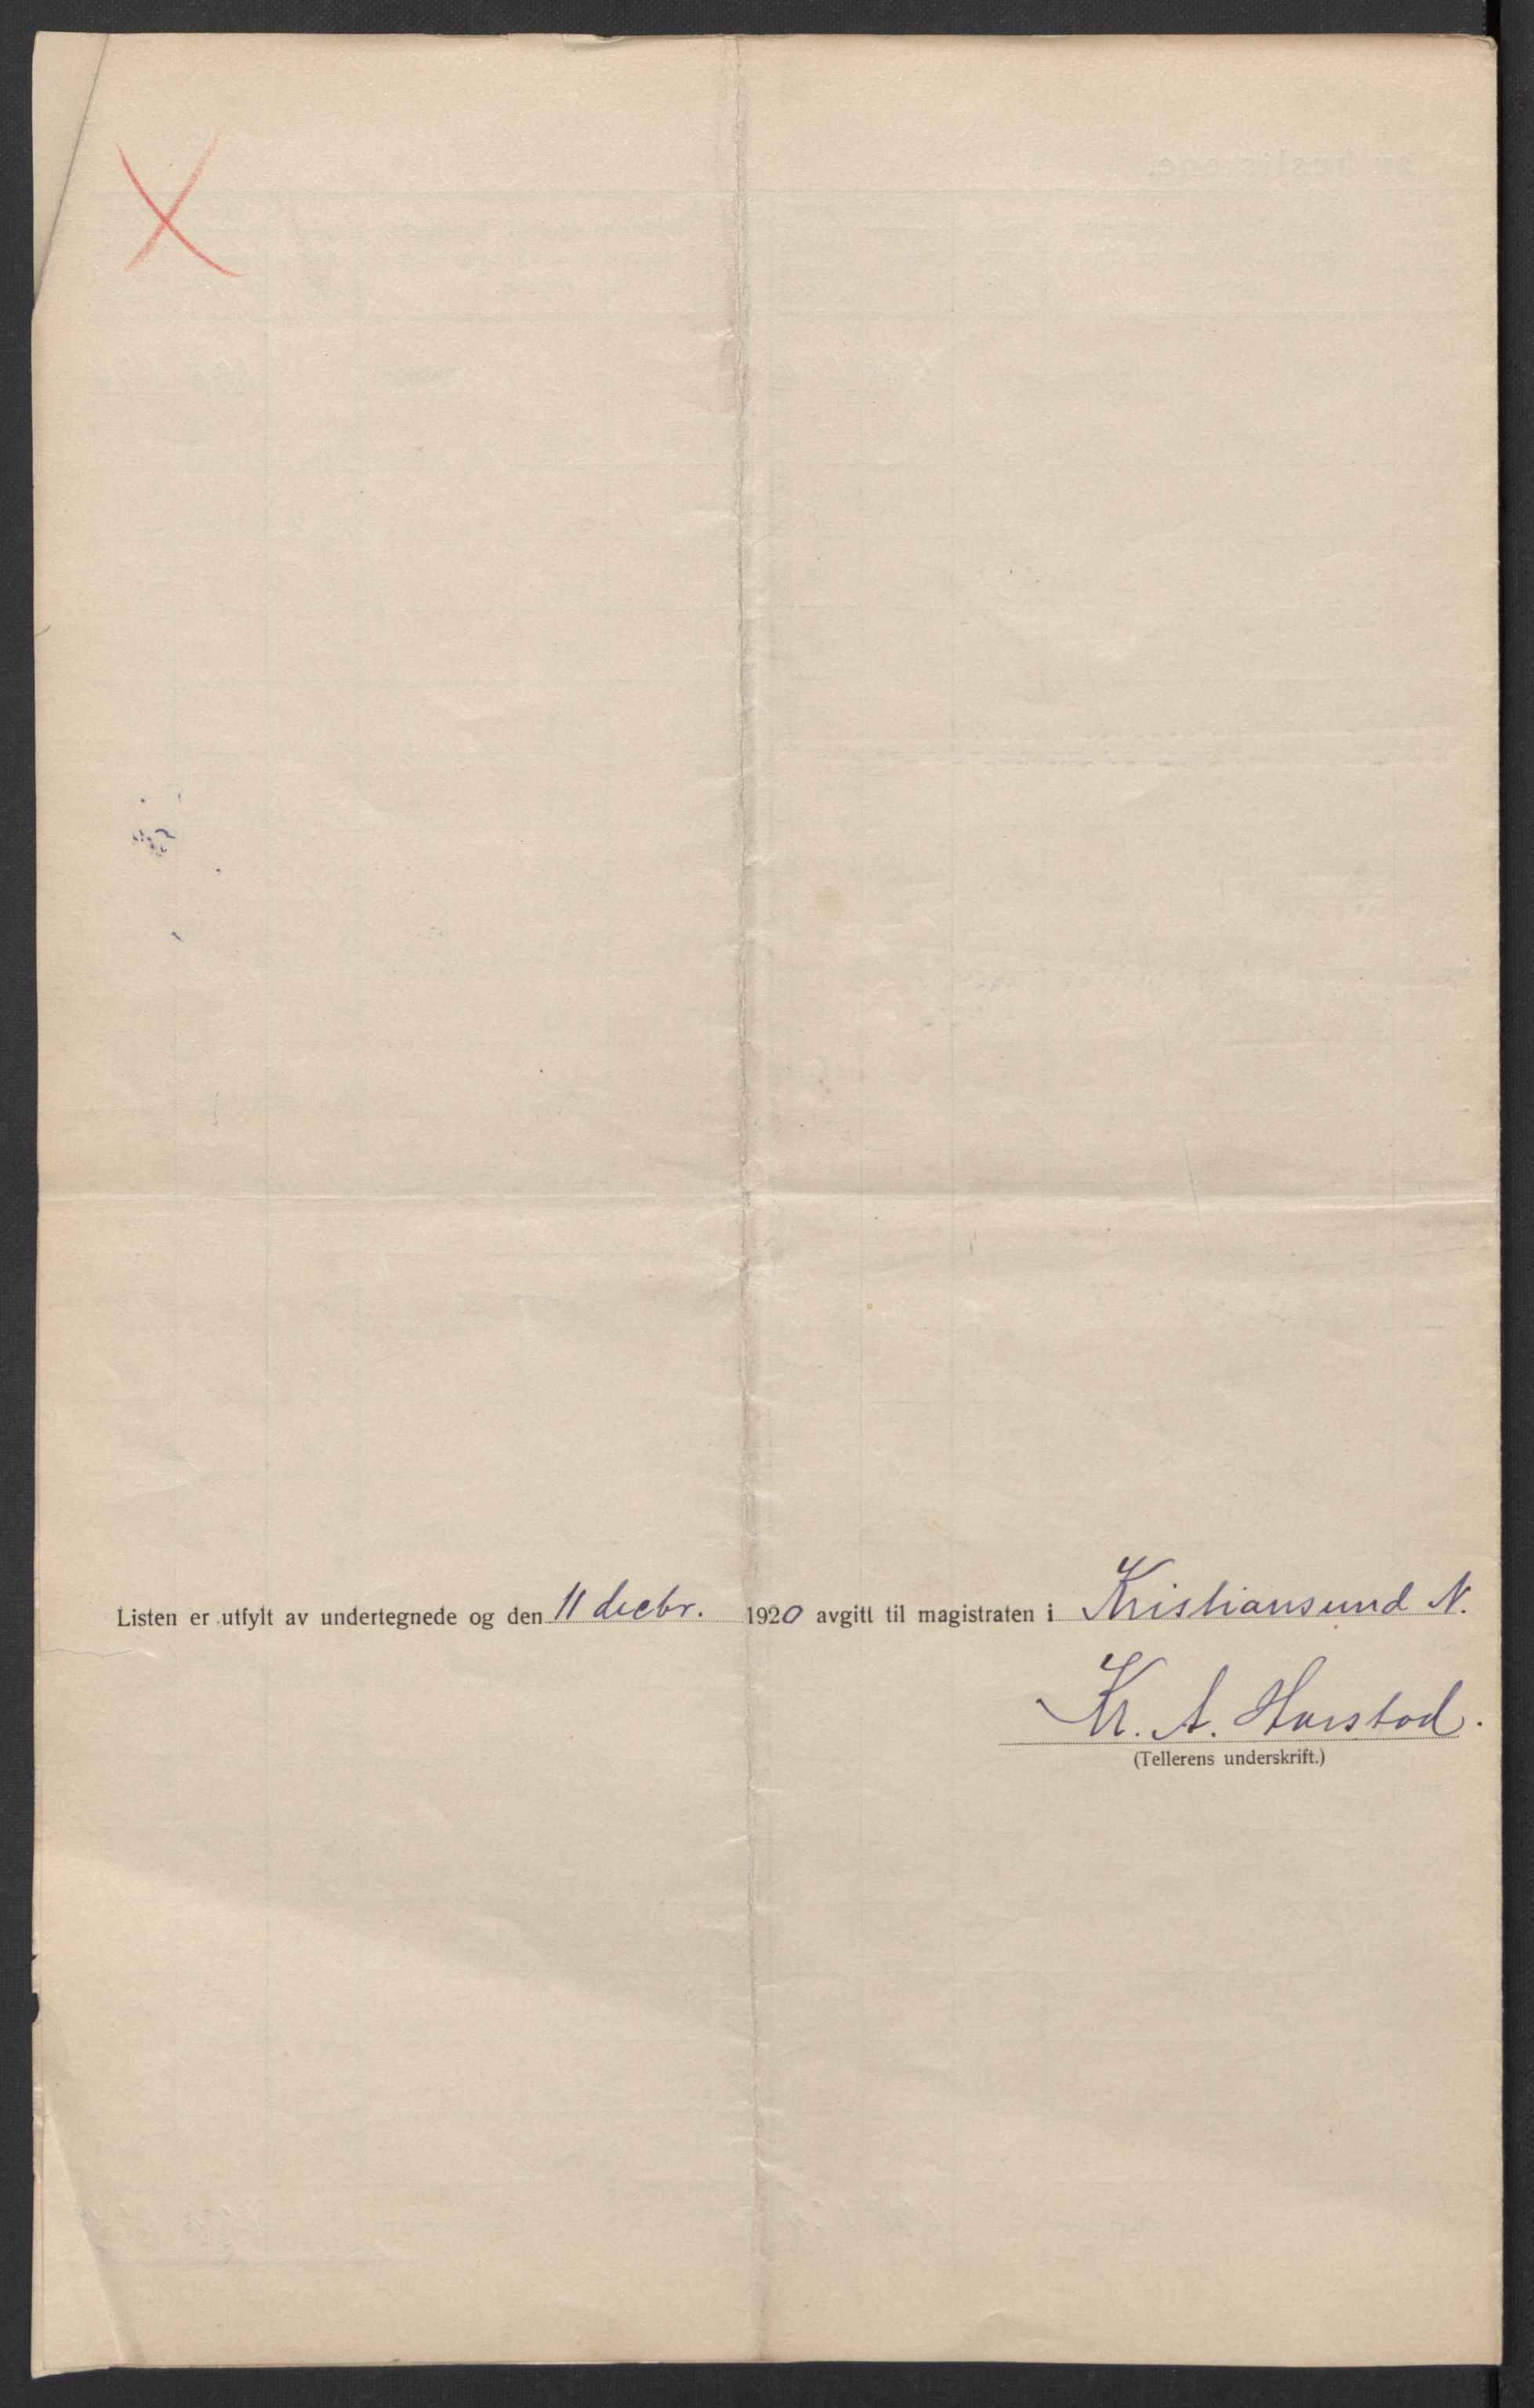 Listen er utfylt av undertegnede og den 11 decbr. 1920 avgitt til magistraten i Kristiansund N.
Kr. A. Harstad.
(Tellerens underskrift.)